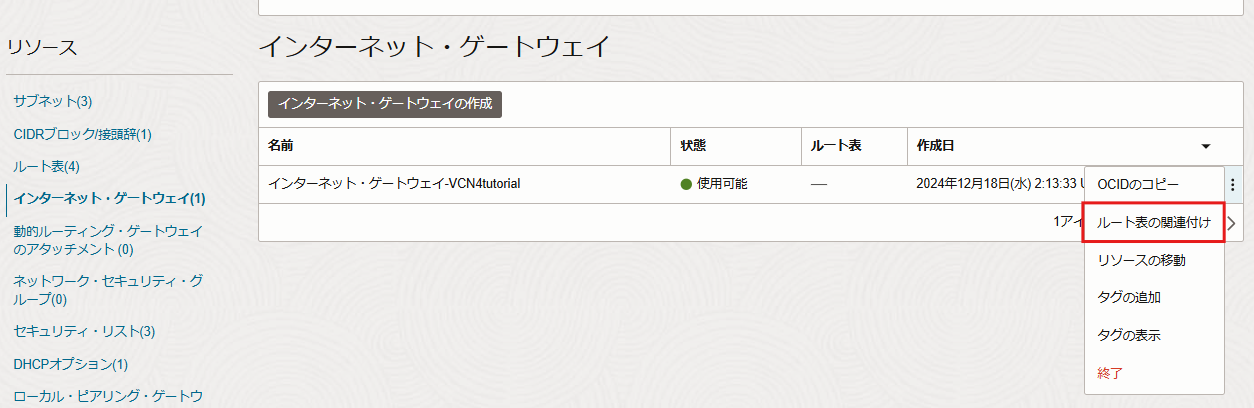 リソース
サブネット(3)
CIDRブロック/接頭辞(1)
ルート表(4)
インターネット・ゲートウェイ(1)
動的ルーティング・ゲートウェイ
のアタッチメント (0)
ネットワーク・セキュリティ・グ
ループ(0)
セキュリティ・リスト(3)
DHCPオプション(1)
ローカル・ピアリング・ゲートウ
インターネット・ゲートウェイ
インターネット・ゲートウェイの作成
名前 状態 ルート表 作成日
インターネット・ゲートウェイ-VCN4tutorial 使用可能 — 2024年12月18日(水) 2:13:33 U
1アイ
OCIDのコピー
ルート表の関連付け
リソースの移動
タグの追加
タグの表示
終了